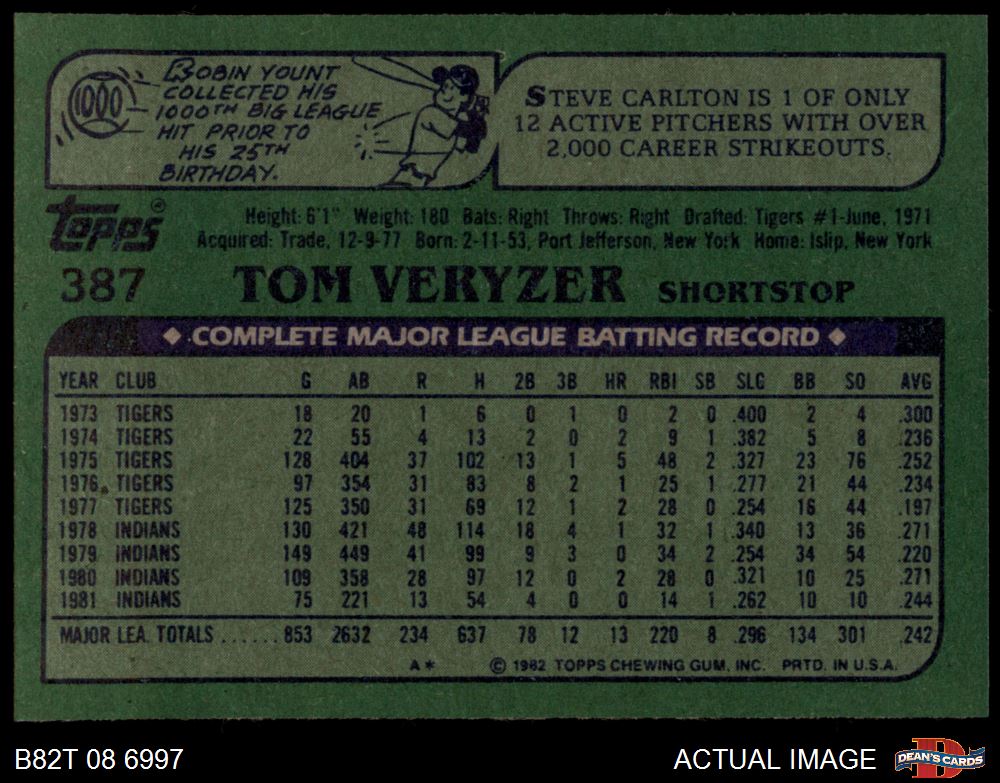 1000
ROBIN YOUNT
COLLECTED HIS
1000TH BIG LEAGUE
HIT PRIOR TO
HIS 25TH
BIRTHDAY.
STEVE CARLTON IS 1 OF ONLY
12 ACTIVE PITCHERS WITH OVER
2,000 CAREER STRIKEOUTS.
Topps®
Height: 6'1" Weight: 180 Bats: Right Throws: Right Drafted: Tigers #1-June, 1971
Acquired: Trade, 12-9-77 Born: 2-11-53, Port Jefferson, New York Home: Islip, New York
387 TOM VERYZER SHORTSTOP
◆ COMPLETE MAJOR LEAGUE BATTING RECORD ◆
YEAR CLUB G AB R H 2B 3B HR RBI SB SLG BB SO AVG
1973 TIGERS 18 20 1 6 0 1 0 2 0 .400 2 4 .300
1974 TIGERS 22 55 4 13 2 0 2 9 1 .382 5 8 .236
1975 TIGERS 128 404 37 102 13 1 5 48 2 .327 23 76 .252
1976 TIGERS 97 354 31 83 8 2 1 25 1 .277 21 44 .234
1977 TIGERS 125 350 31 69 12 1 2 28 0 .254 16 44 .197
1978 INDIANS 130 421 48 114 18 4 1 32 1 .340 13 36 .271
1979 INDIANS 149 449 41 99 9 3 0 34 2 .254 34 54 .220
1980 INDIANS 109 358 28 97 12 0 2 28 0 .321 10 25 .271
1981 INDIANS 75 221 13 54 4 0 0 14 1 .262 10 10 .244
MAJOR LEA. TOTALS ...... 853 2632 234 637 78 12 13 220 8 .296 134 301 .242
A* © 1982 TOPPS CHEWING GUM, INC. PRTD. IN U.S.A.
B82T 08 6997 ACTUAL IMAGE D DEAN'S CARDS